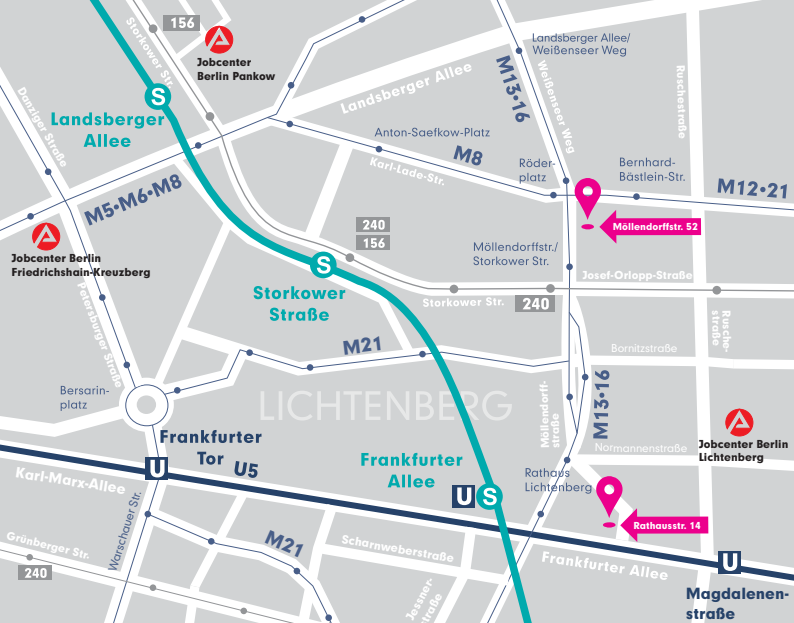 156
Storkower Str.
Jobcenter
Berlin Pankow
Landsberger Allee/
Weißenseer Weg
M13•16
Weißenseer Weg
Ruschestraße
S
Landsberger
Allee
Landsberger Allee
Danziger Straße
Anton-Saefkow-Platz
M8
Karl-Lade-Str.
Röder-
platz
Bernhard-
Bästlein-Str.
M12•21
M5•M6•M8
Möllendorffstr. 52
240
156
Jobcenter Berlin
Friedrichshain-Kreuzberg
Möllendorffstr./
Storkower Str.
S
Storkower
Straße
Josef-Orlopp-Straße
Storkower Str.
240
Petersburger Straße
Rusche-
straße
M21
Bornitzstraße
Bersarin-
platz
LICHTENBERG
Möllendorff-
straße
M13•16
Jobcenter Berlin
Lichtenberg
Normannenstraße
Frankfurter
Tor
U5
U
Frankfurter
Allee
U
S
Rathaus
Lichtenberg
Karl-Marx-Allee
Warschauer Str.
Rathausstr. 14
Grünberger Str.
240
M21
Scharnweberstraße
Frankfurter Allee
U
Jessner-
straße
Magdalenen-
straße